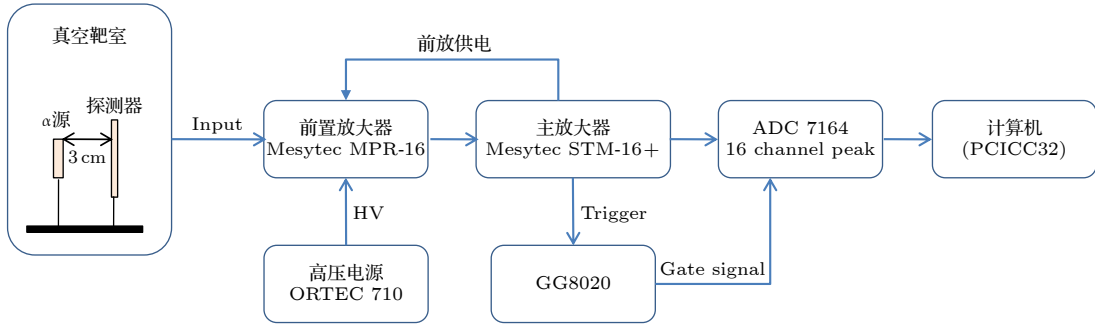 真空靶室
探测器
α源
3 cm
Input
前放供电
前置放大器
Mesytec MPR-16
主放大器
Mesytec STM-16+
ADC 7164
16 channel peak
计算机
(PCICC32)
HV
Trigger
高压电源
ORTEC 710
GG8020
Gate signal